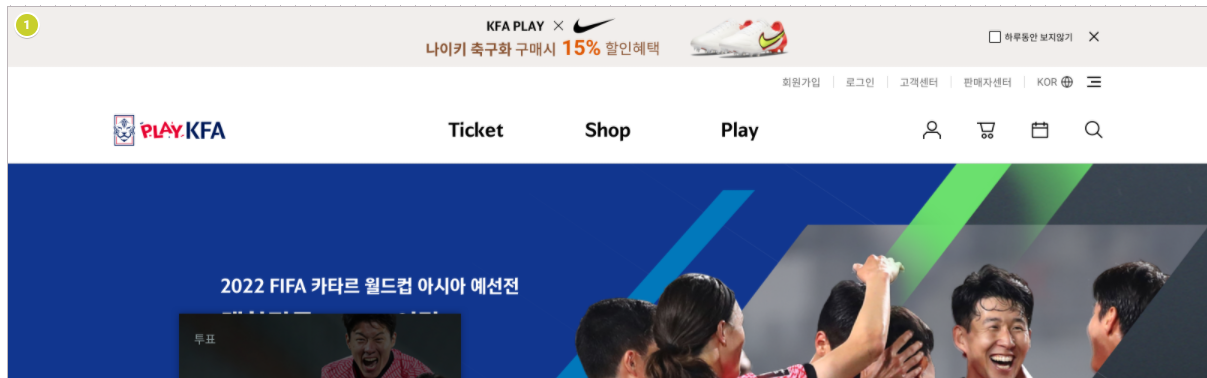 1
KFA PLAY ×
나이키 축구화 구매시 15% 할인혜택
하루동안 보지않기
회원가입 로그인 고객센터 판매자센터 KOR
PLAY KFA
Ticket Shop Play
2022 FIFA 카타르 월드컵 아시아 예선전
투표